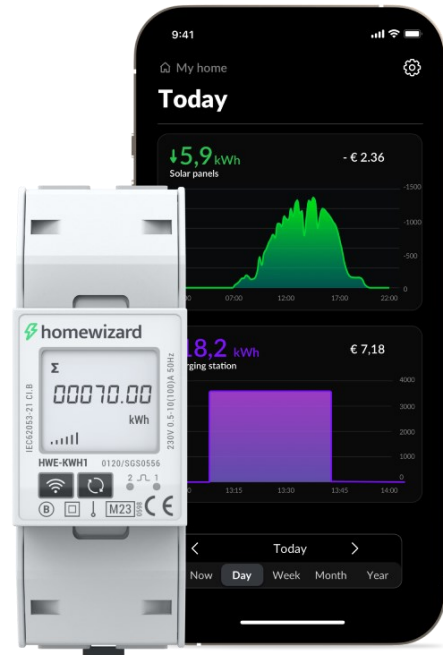 9:41
My home
Today
5,9 kWh
- € 2.36
Solar panels
-1500
-1000
-500
0
07:00 12:00 17:00 22:00
8,2 kWh
€ 7,18
4000
3000
2000
1000
0
13:15 13:30 13:45 14:00
Today
Now Day Week Month Year
homewizard
Σ
00070.00
kWh
IEC62053-21 Cl.B
230V 0.5-10(100)A 50Hz
HWE-KWH1 0120/SGS0556
2 1
B M23 0598 CE